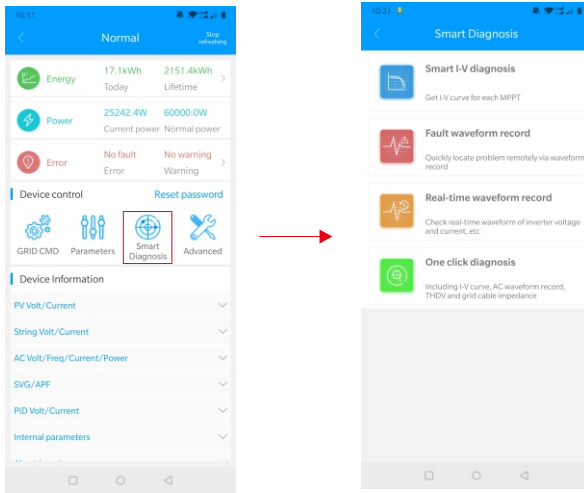 10:11
Normal
Stop
refreshing
Energy
17.1kWh
2151.4kWh
Today
Lifetime
Power
25242.4W
60000.0W
Current power
Normal power
Error
No fault
No warning
Error
Warning
Device control
Reset password
GRID CMD
Parameters
Smart
Diagnosis
Advanced
Device Information
PV Volt/Current
String Volt/Current
AC Volt/Freq/Current/Power
SVG/APF
PID Volt/Current
Internal parameters
10:21
Smart Diagnosis
Smart I-V diagnosis
Get I-V curve for each MPPT
Fault waveform record
Quickly locate problem remotely via waveform
record
Real-time waveform record
Check real-time waveform of inverter voltage
and current, etc
One click diagnosis
Including I-V curve, AC waveform record,
THDV and grid cable impedance